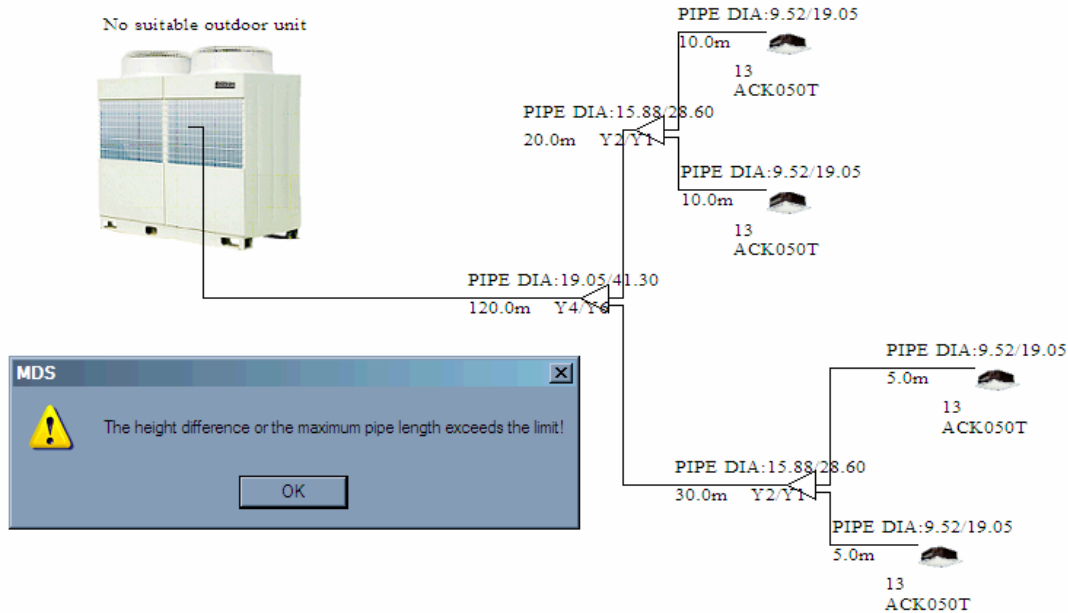 No suitable outdoor unit
PIPE DIA:9.52/19.05
10.0m
13
ACK050T
PIPE DIA:15.88/28.60
20.0m Y2/Y1
PIPE DIA:9.52/19.05
10.0m
13
ACK050T
PIPE DIA:19.05/41.30
120.0m Y4/Y6
MDS
The height difference or the maximum pipe length exceeds the limit!
OK
PIPE DIA:9.52/19.05
5.0m
13
ACK050T
PIPE DIA:15.88/28.60
30.0m Y2/Y1
PIPE DIA:9.52/19.05
5.0m
13
ACK050T